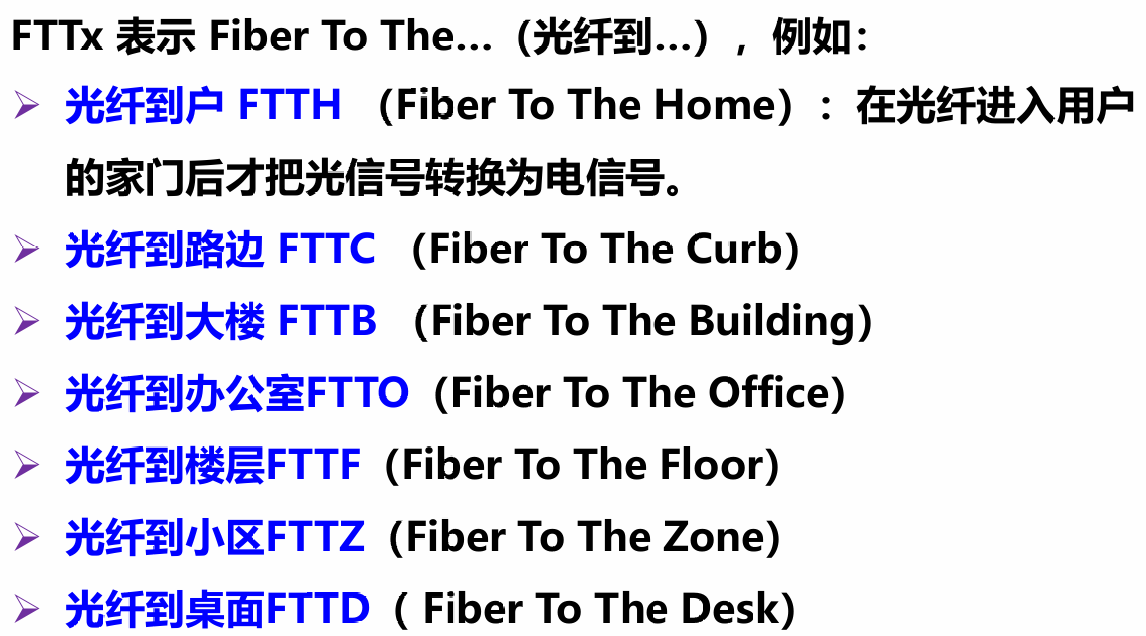 FTTx 表示 Fiber To The…（光纤到…），例如：
➢ 光纤到户 FTTH （Fiber To The Home）：在光纤进入用户
的家门后才把光信号转换为电信号。
➢ 光纤到路边 FTTC （Fiber To The Curb）
➢ 光纤到大楼 FTTB （Fiber To The Building）
➢ 光纤到办公室FTTO（Fiber To The Office）
➢ 光纤到楼层FTTF（Fiber To The Floor）
➢ 光纤到小区FTTZ（Fiber To The Zone）
➢ 光纤到桌面FTTD（ Fiber To The Desk）